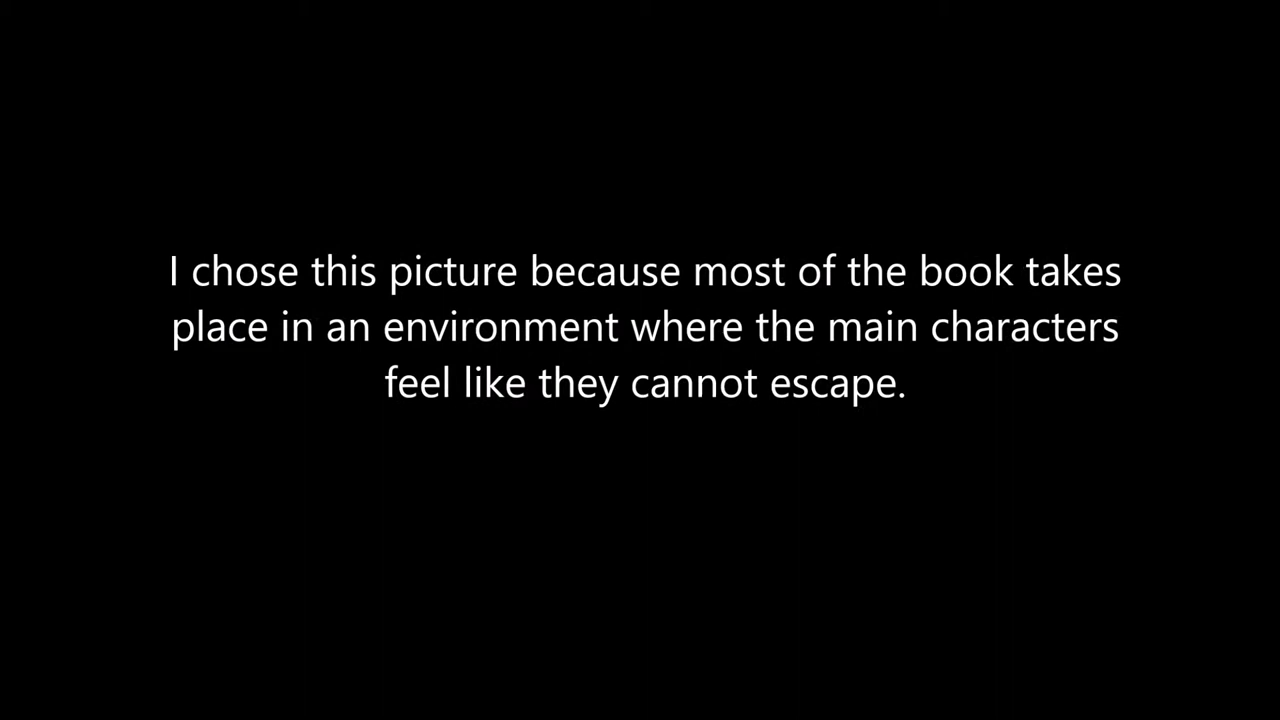 I chose this picture because most of the book takes
place in an environment where the main characters
feel like they cannot escape.